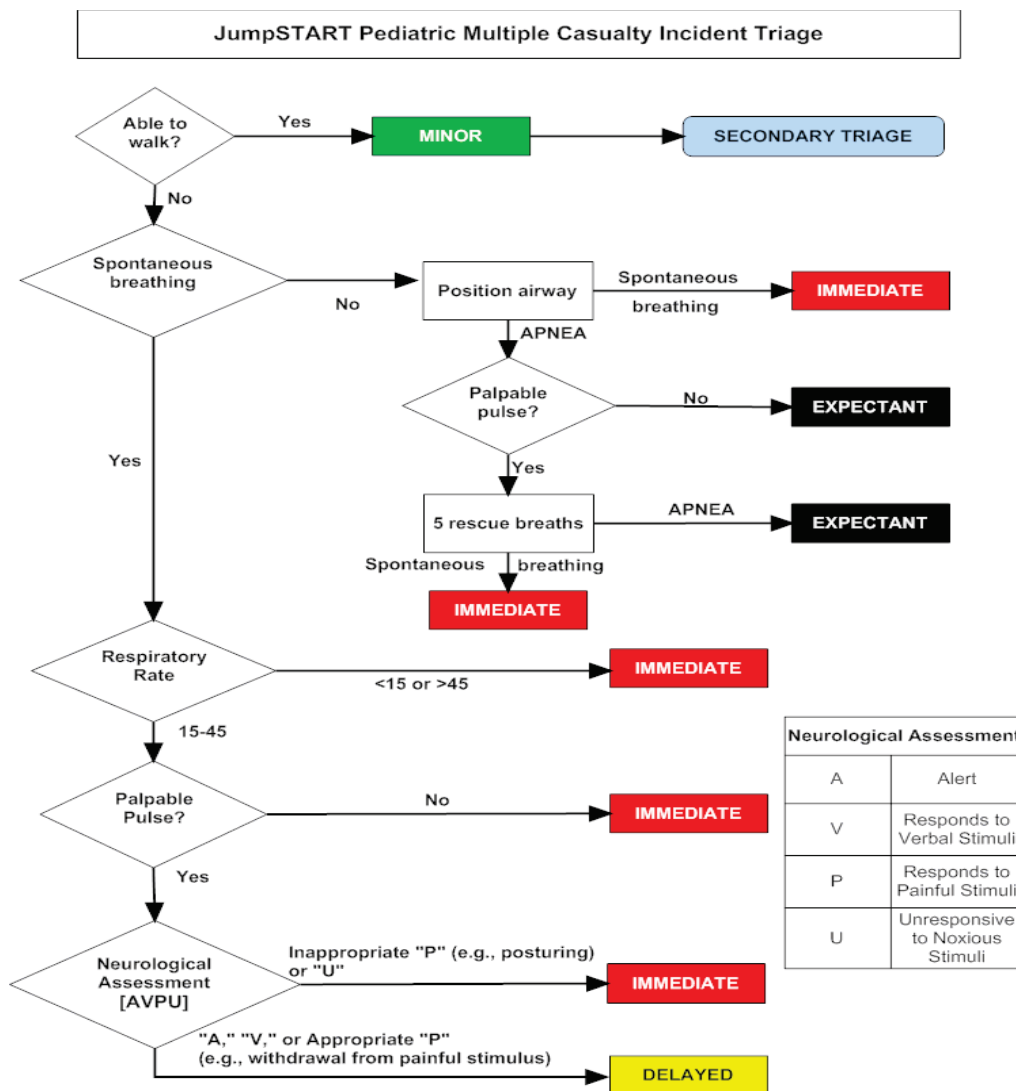 JumpSTART Pediatric Multiple Casualty Incident Triage
Able to
walk?
Yes
MINOR
SECONDARY TRIAGE
No
Spontaneous
breathing
No
Position airway
Spontaneous
breathing
IMMEDIATE
APNEA
Palpable
pulse?
No
EXPECTANT
Yes
Yes
5 rescue breaths
APNEA
EXPECTANT
Spontaneous
breathing
IMMEDIATE
Respiratory
Rate
<15 or >45
IMMEDIATE
15-45
Palpable
Pulse?
No
IMMEDIATE
Yes
Neurological
Assessment
[AVPU]
Inappropriate "P" (e.g., posturing)
or "U"
IMMEDIATE
"A," "V," or Appropriate "P"
(e.g., withdrawal from painful stimulus)
DELAYED
Neurological Assessment
A
Alert
V
Responds to
Verbal Stimuli
P
Responds to
Painful Stimuli
U
Unresponsive
to Noxious
Stimuli